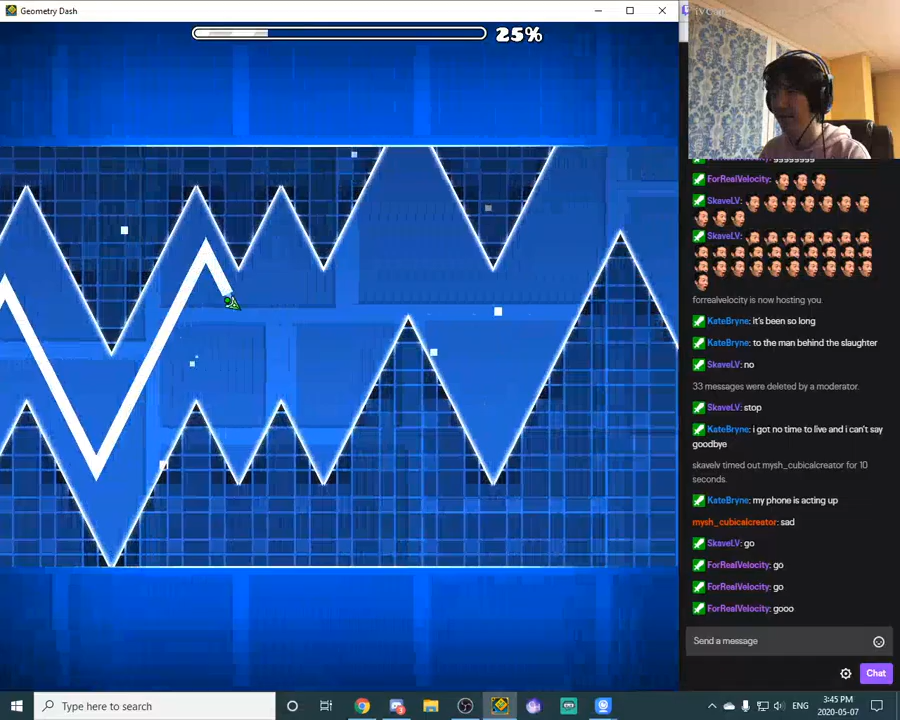 Geometry Dash
25%
ForRealVelocity:
SkaveLV:
SkaveLV:
forrealvelocity is now hosting you
KateBryne: it's been so long
KateBryne: to the man behind the slaughter
SkaveLV: no
33 messages were deleted by a moderator.
SkaveLV: stop
KateBryne: i got no time to live and i can't say
goodbye
skavelv timed out mysh_cubicalcreator for 10
seconds.
KateBryne: my phone is acting up
mysh_cubicalcreator: sad
SkaveLV: go
ForRealVelocity: go
ForRealVelocity: go
ForRealVelocity: gooo
Send a message
Chat
Type here to search
ENG
3:45 PM
2020-05-07